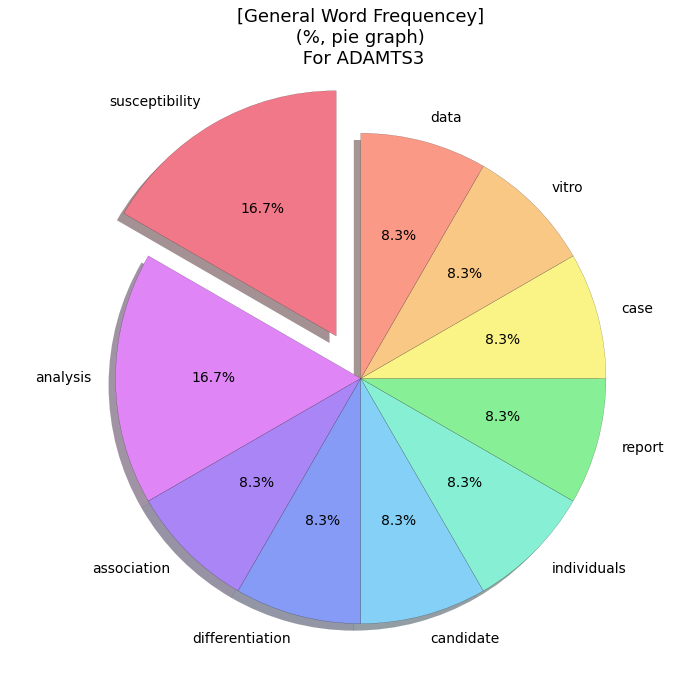 [General Word Frequencey]
(%, pie graph)
For ADAMTS3
susceptibility
data
vitro
16.7%
8.3%
8.3%
case
8.3%
analysis
16.7%
8.3%
report
8.3%
8.3%
8.3%
8.3%
association
individuals
differentiation
candidate